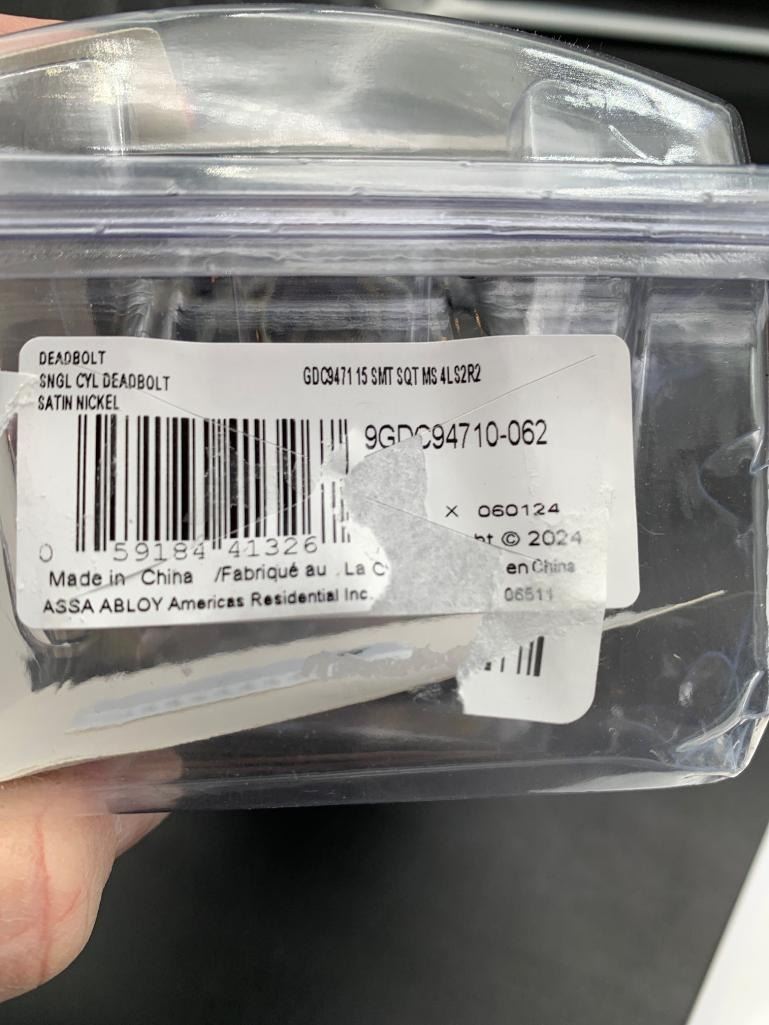 DEADBOLT
SNGL CYL DEADBOLT
SATIN NICKEL
GDC9471 15 SMT SQT MS 4LS2R2
9GDC94710-062
X 060124
ht © 2024
0 59184 41326
Made in China /Fabriqué au La C en China
ASSA ABLOY Americas Residential Inc. 06511